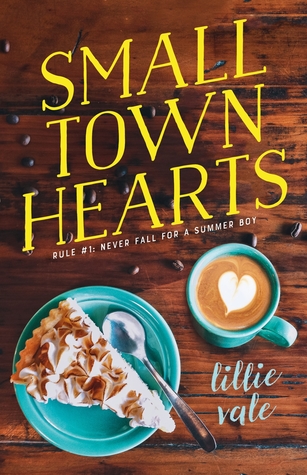 SMALL
TOWN
HEARTS
RULE #1: NEVER FALL FOR A SUMMER BOY
lillie
vale